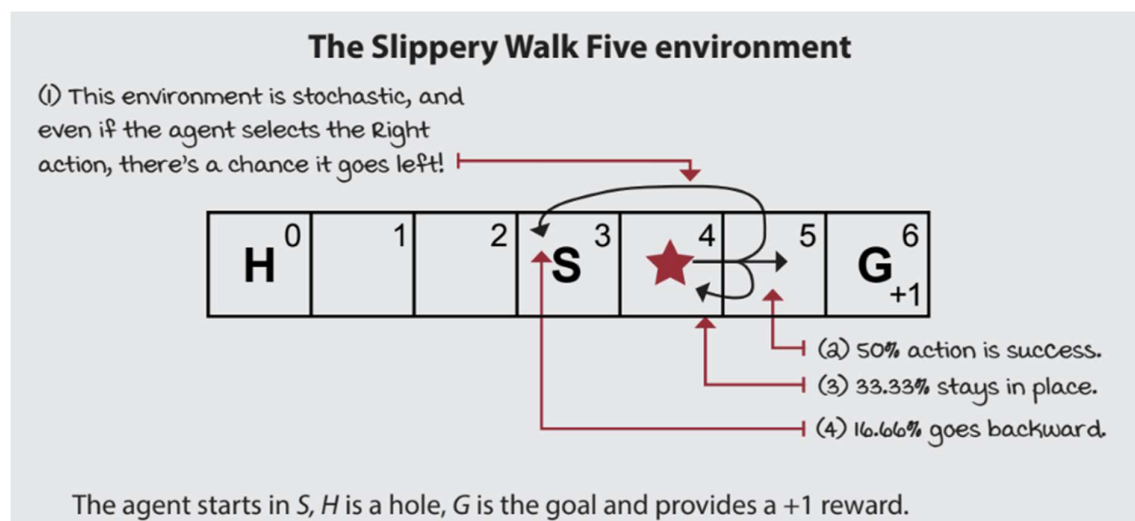 The Slippery Walk Five environment
(1) This environment is stochastic, and
even if the agent selects the Right
action, there's a chance it goes left!
0 1 2 3 4 5 6
H S G
+1
(2) 50% action is success.
(3) 33.33% stays in place.
(4) 16.66% goes backward.
The agent starts in S, H is a hole, G is the goal and provides a +1 reward.